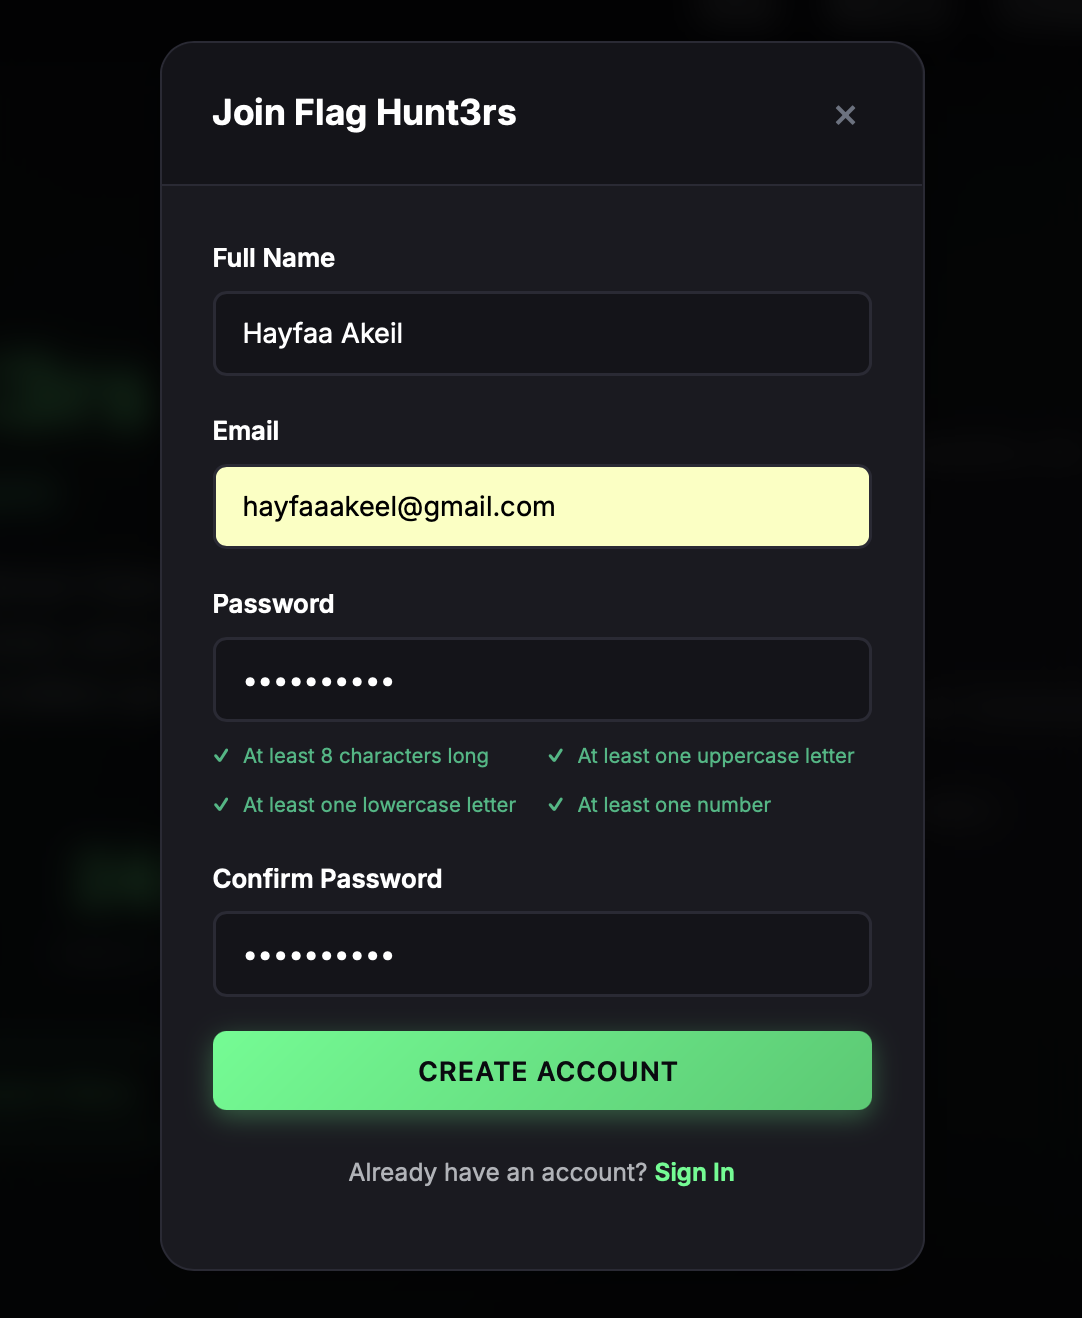 Join Flag Hunt3rs
Full Name
Hayfaa Akeil
Email
hayfaaakeel@gmail.com
Password
••••••••••
At least 8 characters long
At least one uppercase letter
At least one lowercase letter
At least one number
Confirm Password
••••••••••
CREATE ACCOUNT
Already have an account? Sign In